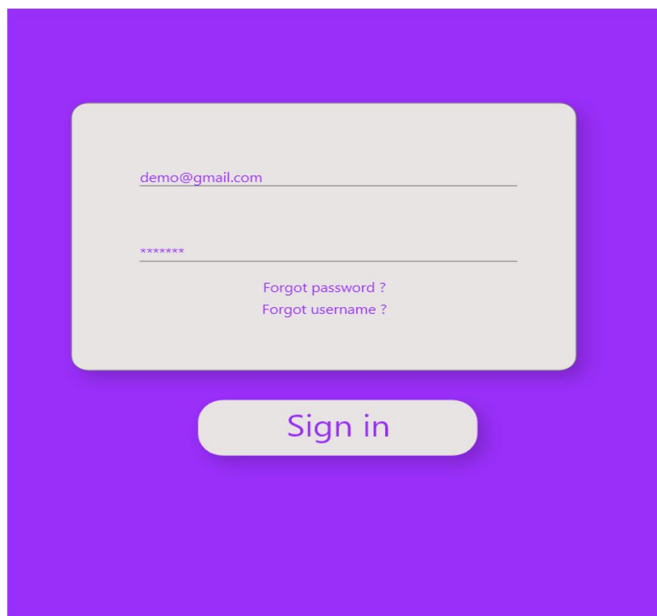 demo@gmail.com
*******
Forgot password ?
Forgot username ?
Sign in